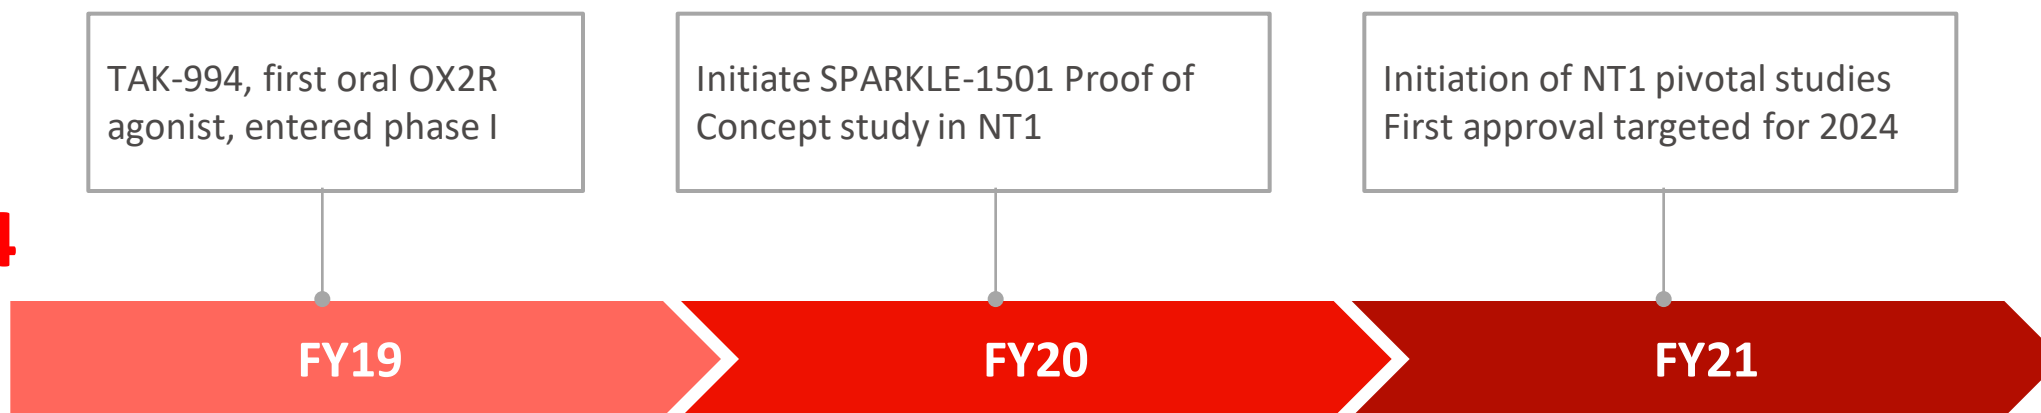 TAK-994, first oral OX2R
agonist, entered phase I
Initiate SPARKLE-1501 Proof of
Concept study in NT1
Initiation of NT1 pivotal studies
First approval targeted for 2024
4
FY19
FY20
FY21